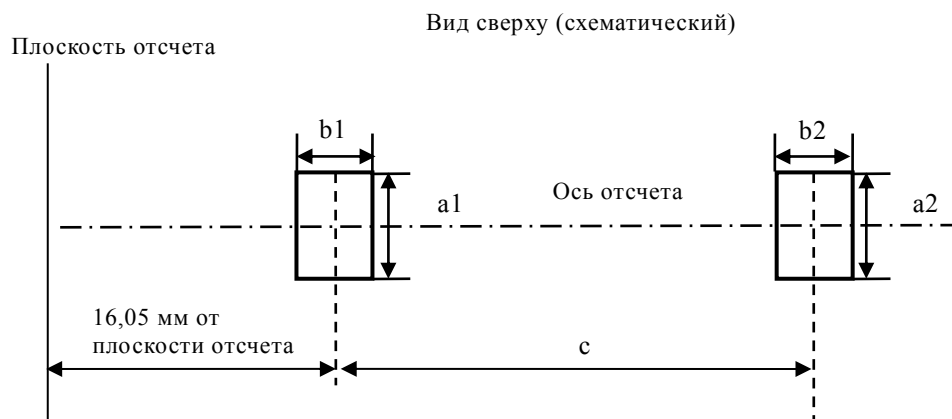 Вид сверху (схематический)
Плоскость отсчета
b1
b2
a1
Ось отсчета
a2
16,05 мм от
плоскости отсчета
c